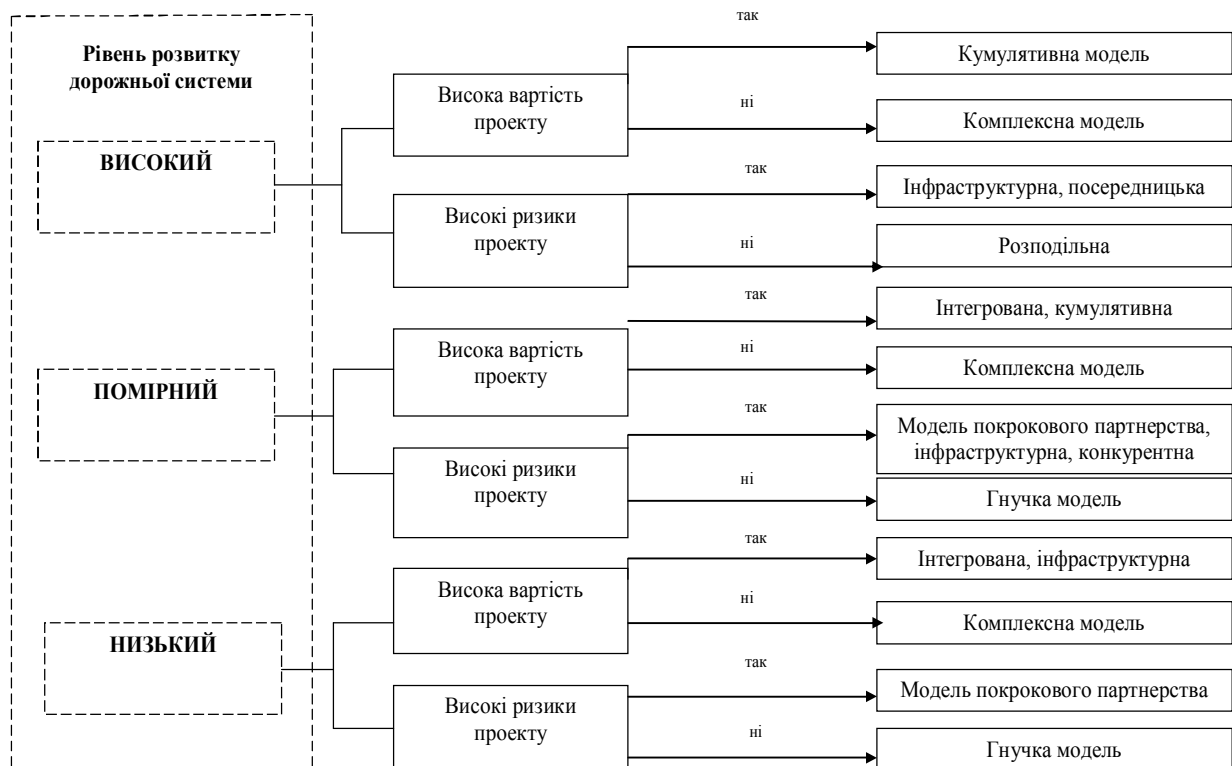 Рівень розвитку
дорожньої системи
ВИСОКИЙ
Висока вартість
проекту
так
Кумулятивна модель
ні
Комплексна модель
Високі ризики
проекту
так
Інфраструктурна, посередницька
ні
Розподільна
ПОМІРНИЙ
Висока вартість
проекту
так
Інтегрована, кумулятивна
ні
Комплексна модель
Високі ризики
проекту
так
Модель покрокового партнерства,
інфраструктурна, конкурентна
ні
Гнучка модель
НИЗЬКИЙ
Висока вартість
проекту
так
Інтегрована, інфраструктурна
ні
Комплексна модель
Високі ризики
проекту
так
Модель покрокового партнерства
ні
Гнучка модель